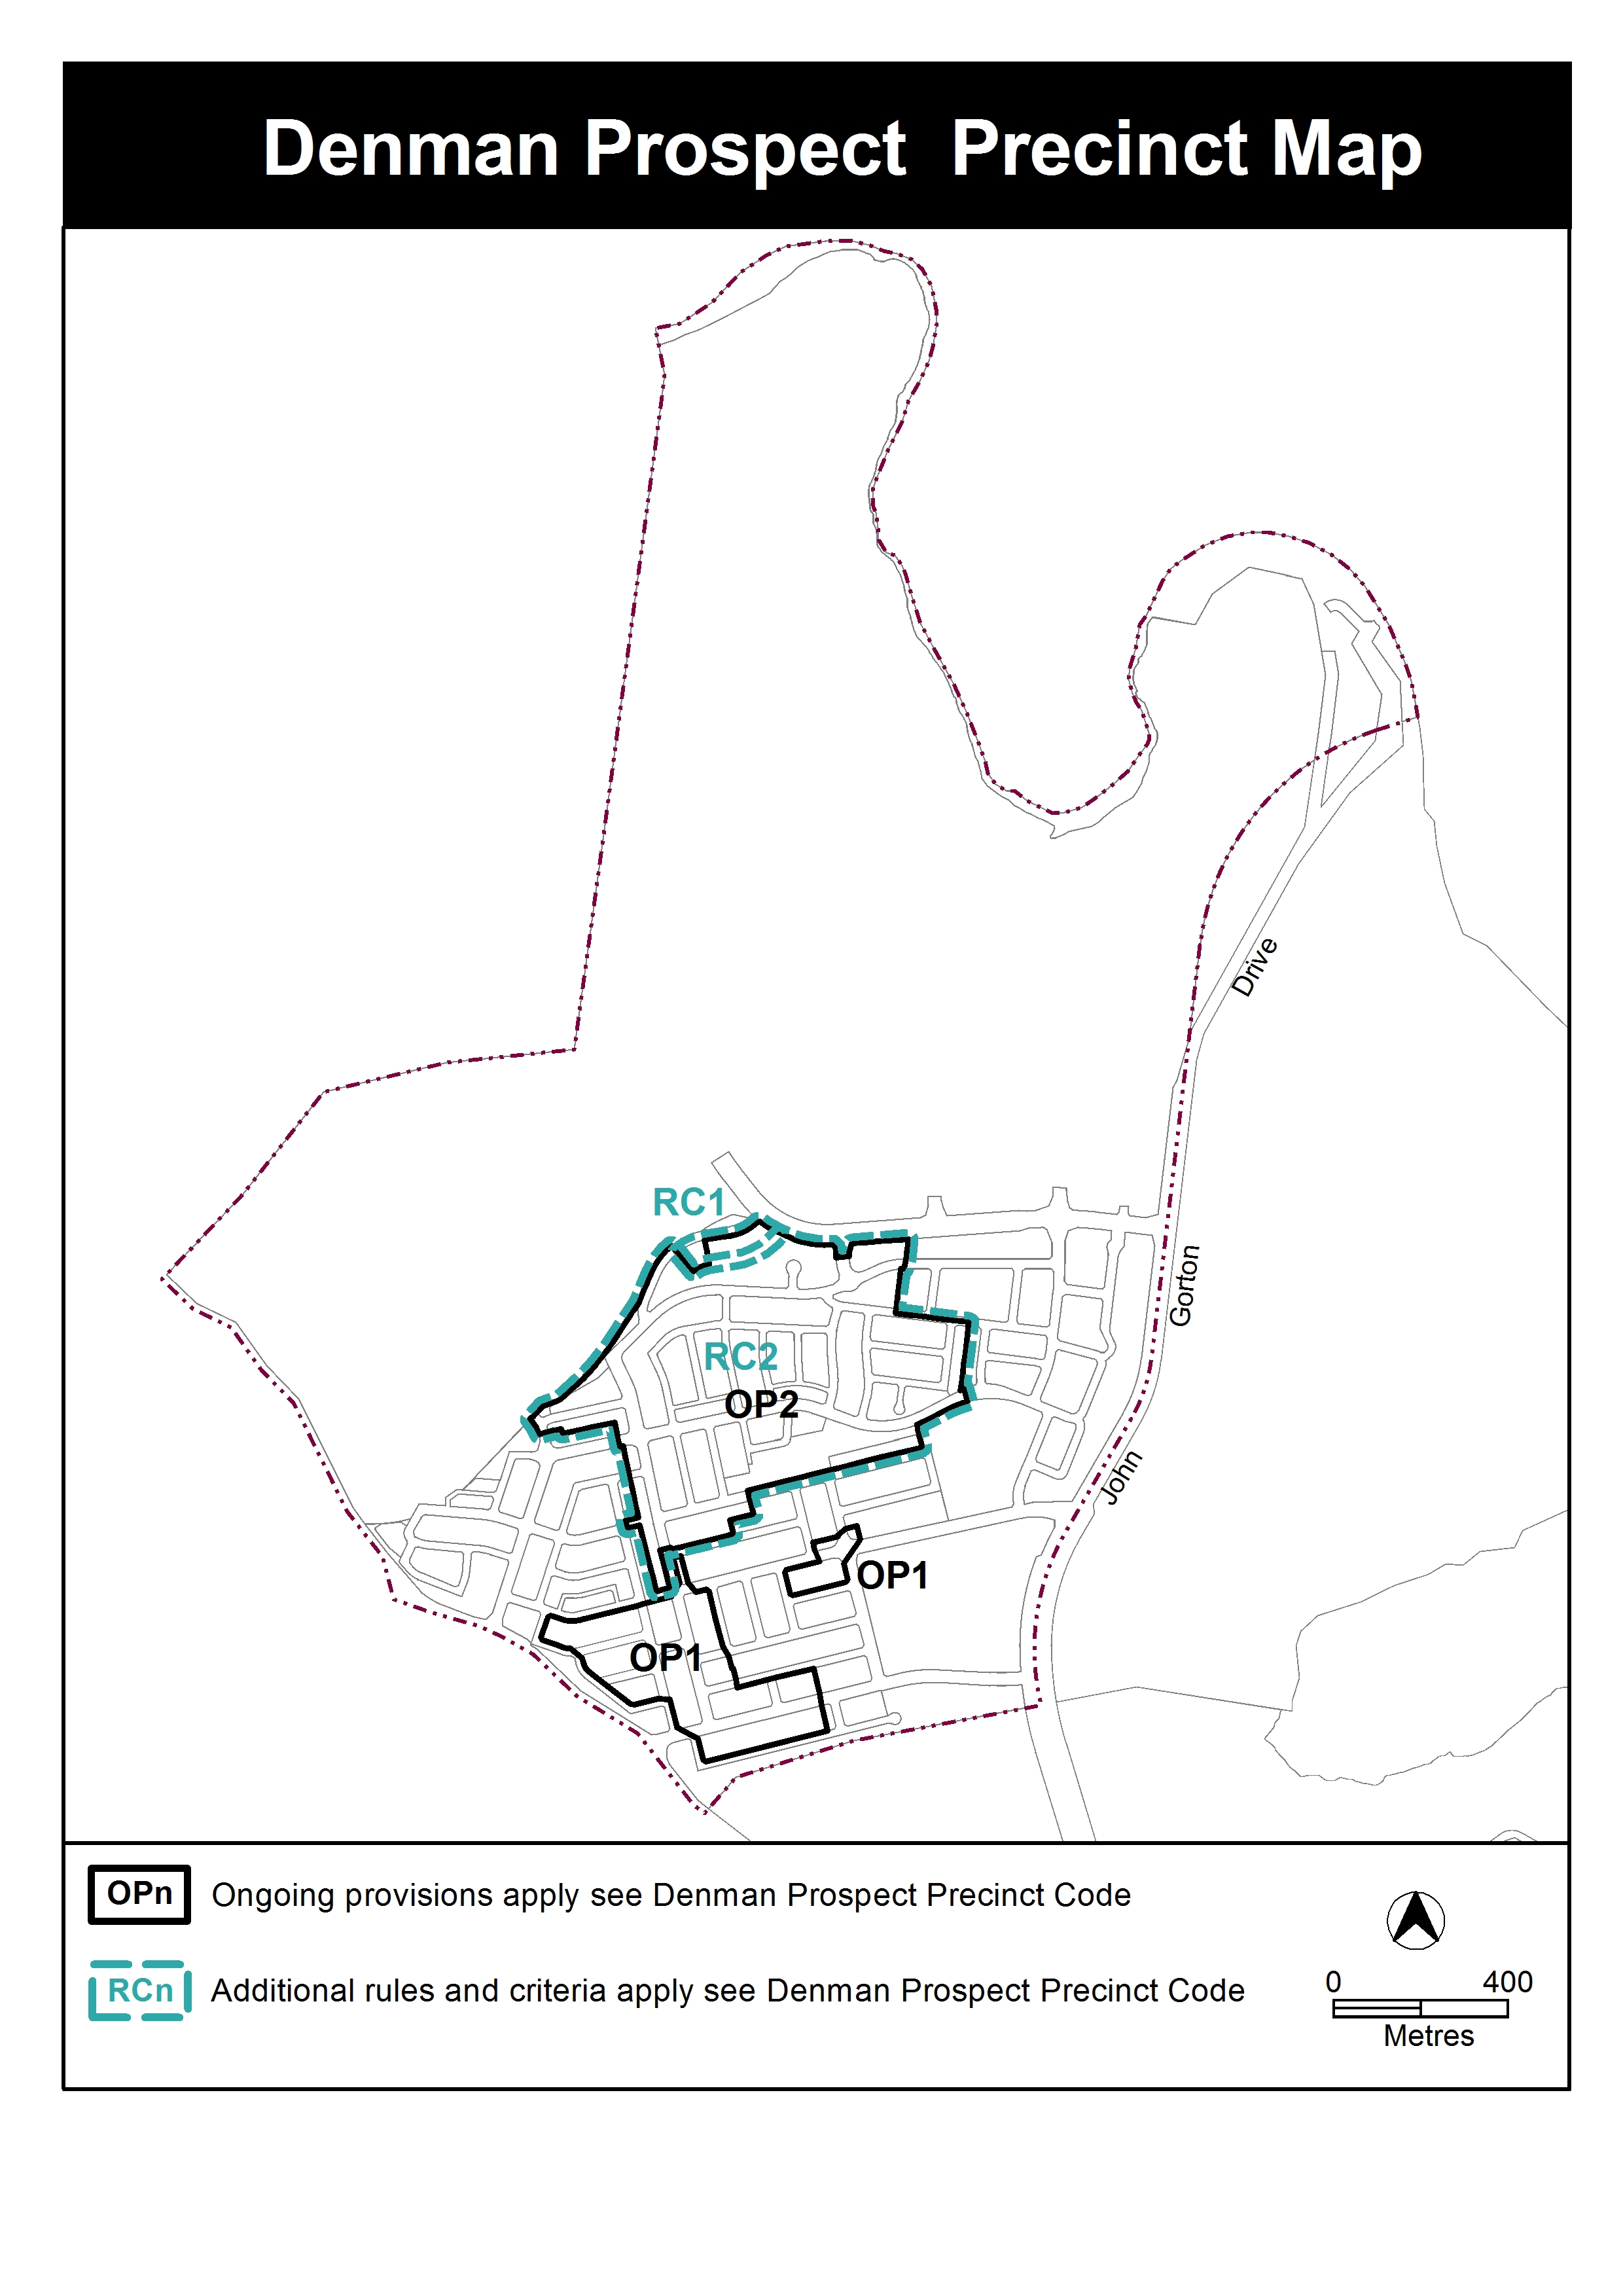 Denman Prospect  Precinct Map
Drive
RC1
Gorton
RC2
OP2
John
OP1
OP1
OPn
Ongoing provisions apply see Denman Prospect Precinct Code
RCn
Additional rules and criteria apply see Denman Prospect Precinct Code
0 400
Metres